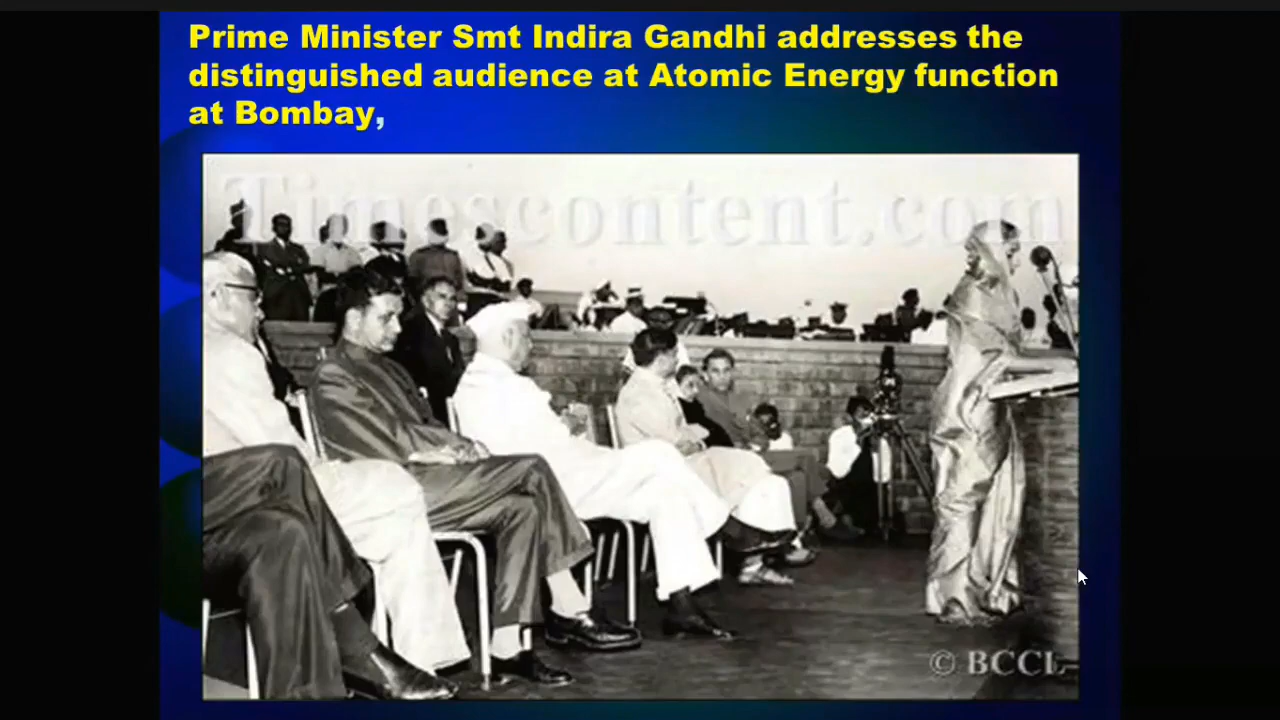 Prime Minister Smt Indira Gandhi addresses the
distinguished audience at Atomic Energy function
at Bombay,
Timescontent.com
© BCCL